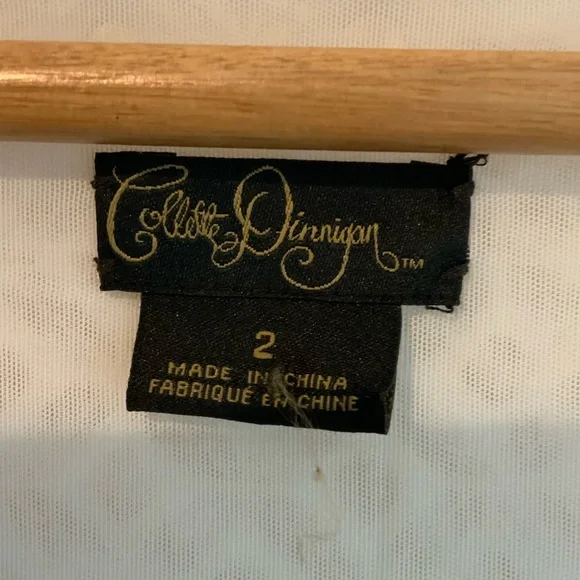 Collette Dinnigan™
2
MADE IN CHINA
FABRIQUÉ EN CHINE